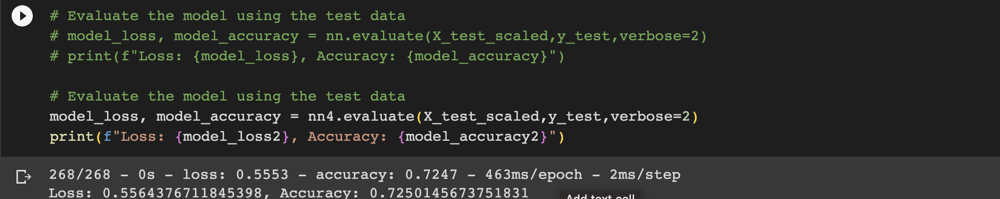 # Evaluate the model using the test data
# model_loss, model_accuracy = nn.evaluate(X_test_scaled,y_test,verbose=2)
# print(f"Loss: {model_loss}, Accuracy: {model_accuracy}")
# Evaluate the model using the test data
model_loss, model_accuracy = nn4.evaluate(X_test_scaled,y_test,verbose=2)
print(f"Loss: {model_loss2}, Accuracy: {model_accuracy2}")
268/268 - 0s - loss: 0.5553 - accuracy: 0.7247 - 463ms/epoch - 2ms/step
Loss: 0.5564376711845398, Accuracy: 0.7250145673751831
Add text cell